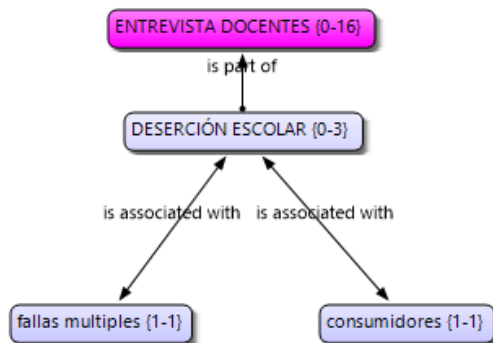 ENTREVISTA DOCENTES {0-16}
is part of
DESERCIÓN ESCOLAR {0-3}
is associated with
is associated with
fallas multiples {1-1}
consumidores {1-1}